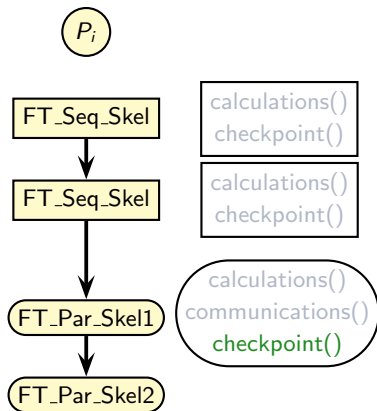 P_i
FT_Seq_Skel
calculations()
checkpoint()
FT_Seq_Skel
calculations()
checkpoint()
FT_Par_Skel1
calculations()
communications()
checkpoint()
FT_Par_Skel2